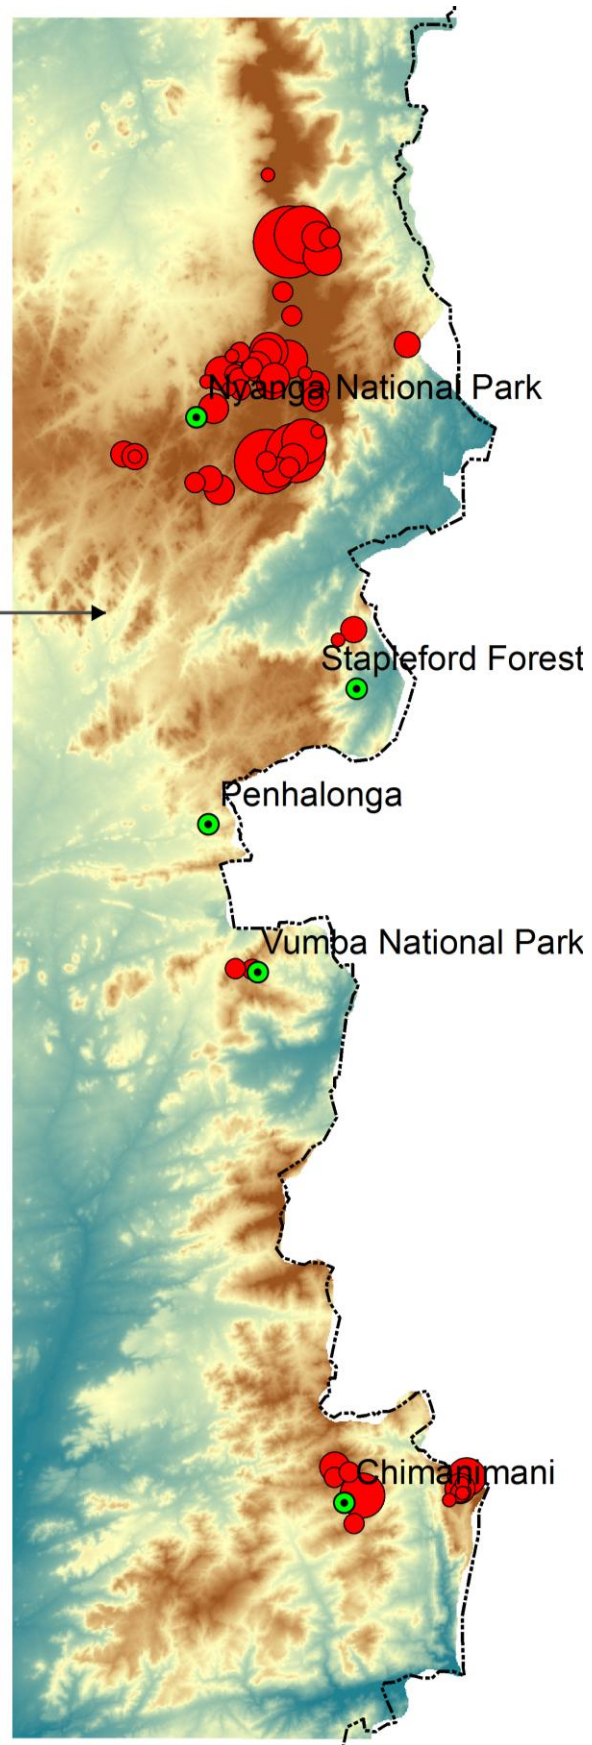 Nyanga National Park
Stapleford Forest
Penhalonga
Vumba National Park
Chimanimani